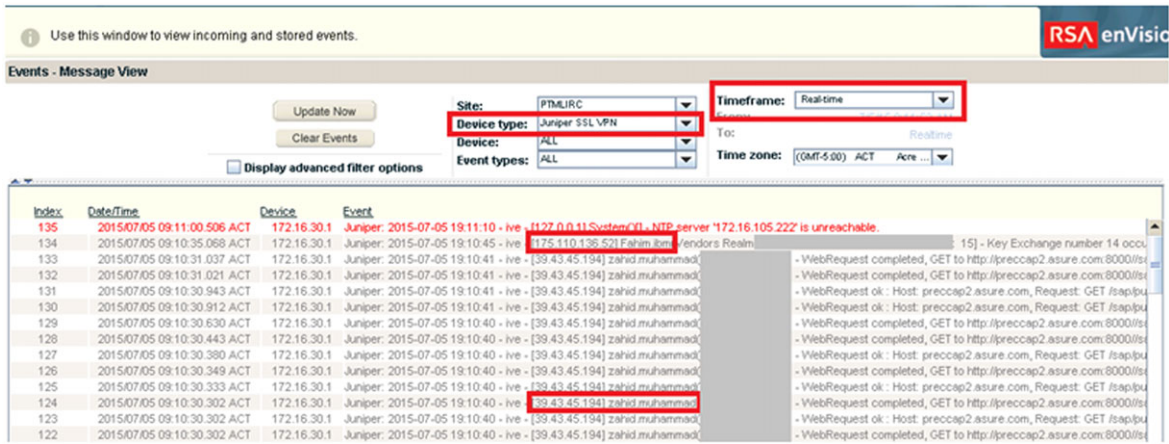 Use this window to view incoming and stored events.
RSA enVisio
Events - Message View
Update Now
Clear Events
Display advanced filter options
Site: PTMLIRC
Device type: Juniper SSL VPN
Device: ALL
Event types: ALL
Timeframe: Real-time
To: Realtime
Time zone: (GMT-5:00) ACT Acre ...
Index Date/Time Device Event
135 2015/07/05 09:11:00.506 ACT 172.16.30.1 Juniper: 2015-07-05 19:11:10 - ive - [127.0.0.1] System()[] - NTP server '172.16.105.222' is unreachable.
134 2015/07/05 09:10:35.068 ACT 172.16.30.1 Juniper: 2015-07-05 19:10:45 - ive - [175.110.136.52] Fahim.ibm( Vendors Realm 15] - Key Exchange number 14 occu
133 2015/07/05 09:10:31.037 ACT 172.16.30.1 Juniper: 2015-07-05 19:10:41 - ive - [39.43.45.194] zahid.muhammad( - WebRequest completed, GET to http://preccap2.asure.com:8000//s
132 2015/07/05 09:10:31.021 ACT 172.16.30.1 Juniper: 2015-07-05 19:10:41 - ive - [39.43.45.194] zahid.muhammad( - WebRequest completed, GET to http://preccap2.asure.com:8000//s
131 2015/07/05 09:10:30.943 ACT 172.16.30.1 Juniper: 2015-07-05 19:10:41 - ive - [39.43.45.194] zahid.muhammad( - WebRequest ok : Host: preccap2.asure.com, Request: GET /sap/pu
130 2015/07/05 09:10:30.912 ACT 172.16.30.1 Juniper: 2015-07-05 19:10:41 - ive - [39.43.45.194] zahid.muhammad( - WebRequest ok : Host: preccap2.asure.com, Request: GET /sap/pu
129 2015/07/05 09:10:30.630 ACT 172.16.30.1 Juniper: 2015-07-05 19:10:40 - ive - [39.43.45.194] zahid.muhammad( - WebRequest completed, GET to http://preccap2.asure.com:8000//s
128 2015/07/05 09:10:30.443 ACT 172.16.30.1 Juniper: 2015-07-05 19:10:40 - ive - [39.43.45.194] zahid.muhammad( - WebRequest completed, GET to http://preccap2.asure.com:8000//s
127 2015/07/05 09:10:30.380 ACT 172.16.30.1 Juniper: 2015-07-05 19:10:40 - ive - [39.43.45.194] zahid.muhammad( - WebRequest ok : Host: preccap2.asure.com, Request: GET /sap/pu
126 2015/07/05 09:10:30.349 ACT 172.16.30.1 Juniper: 2015-07-05 19:10:40 - ive - [39.43.45.194] zahid.muhammad( - WebRequest completed, GET to http://preccap2.asure.com:8000//s
125 2015/07/05 09:10:30.333 ACT 172.16.30.1 Juniper: 2015-07-05 19:10:40 - ive - [39.43.45.194] zahid.muhammad( - WebRequest ok : Host: preccap2.asure.com, Request: GET /sap/pu
124 2015/07/05 09:10:30.302 ACT 172.16.30.1 Juniper: 2015-07-05 19:10:40 - ive - [39.43.45.194] zahid.muhammad - WebRequest completed, GET to http://preccap2.asure.com:8000//s
123 2015/07/05 09:10:30.302 ACT 172.16.30.1 Juniper: 2015-07-05 19:10:40 - ive - [39.43.45.194] zahid.muhammad( - WebRequest ok : Host: preccap2.asure.com, Request: GET /sap/pu
122 2015/07/05 09:10:30.302 ACT 172.16.30.1 Juniper: 2015-07-05 19:10:40 - ive - [39.43.45.194] zahid.muhammad( - WebRequest completed, GET to http://preccap2.asure.com:8000//s